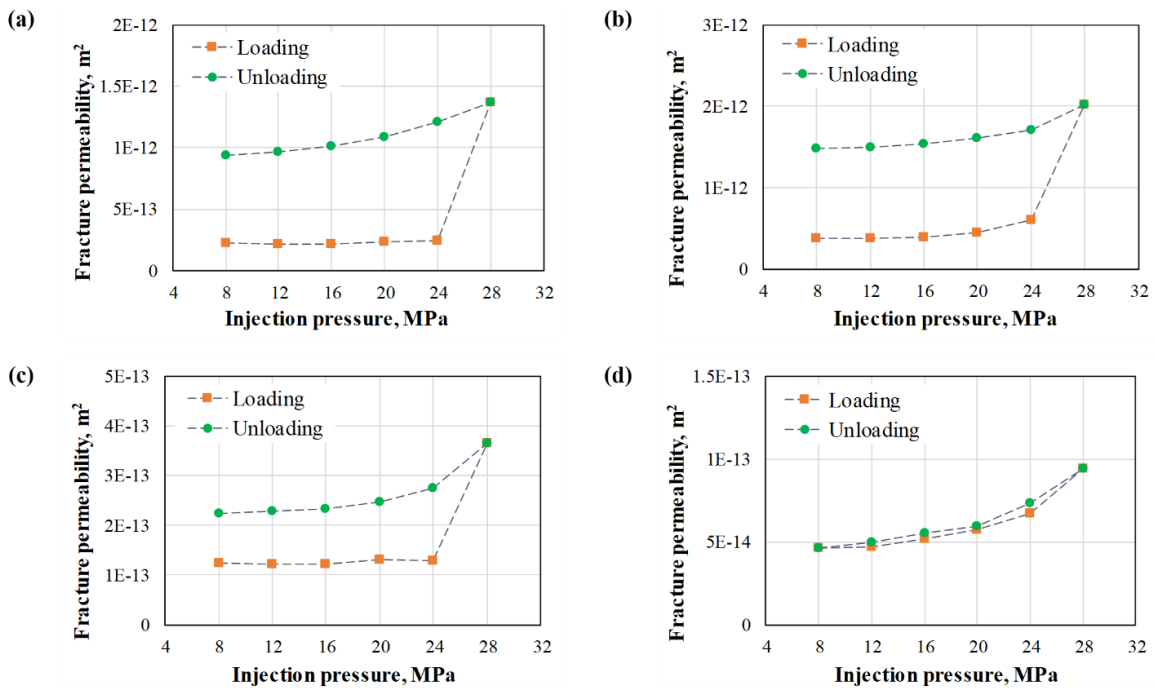 (a)
Fracture permeability, m²
2E-12
1.5E-12
1E-12
5E-13
0
Loading
Unloading
4 8 12 16 20 24 28 32
Injection pressure, MPa
(b)
Fracture permeability, m²
3E-12
2E-12
1E-12
0
Loading
Unloading
4 8 12 16 20 24 28 32
Injection pressure, MPa
(c)
Fracture permeability, m²
5E-13
4E-13
3E-13
2E-13
1E-13
0
Loading
Unloading
4 8 12 16 20 24 28 32
Injection pressure, MPa
(d)
Fracture permeability, m²
1.5E-13
1E-13
5E-14
0
Loading
Unloading
4 8 12 16 20 24 28 32
Injection pressure, MPa